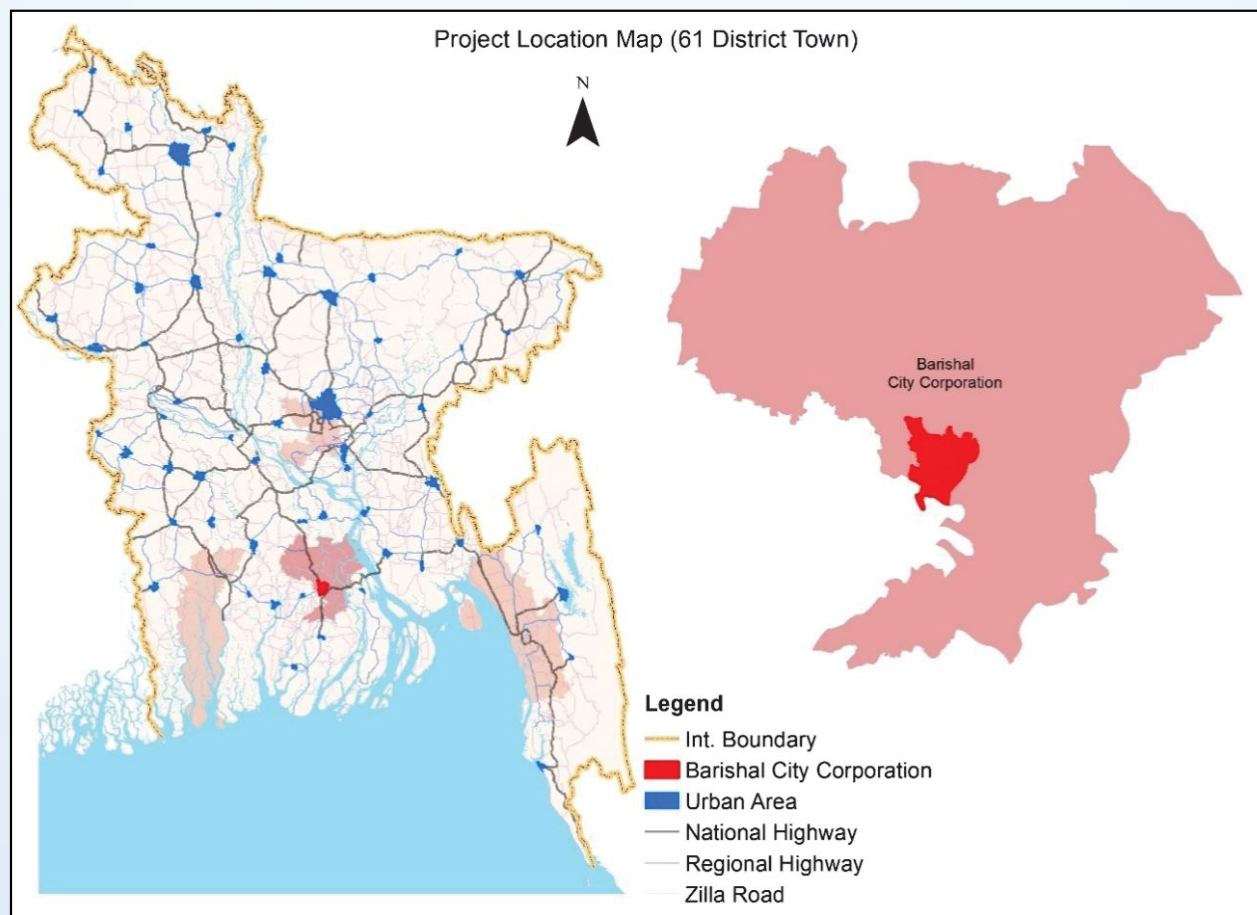 Project Location Map (61 District Town)
N
Barishal
City Corporation
Legend
Int. Boundary
Barishal City Corporation
Urban Area
National Highway
Regional Highway
Zilla Road